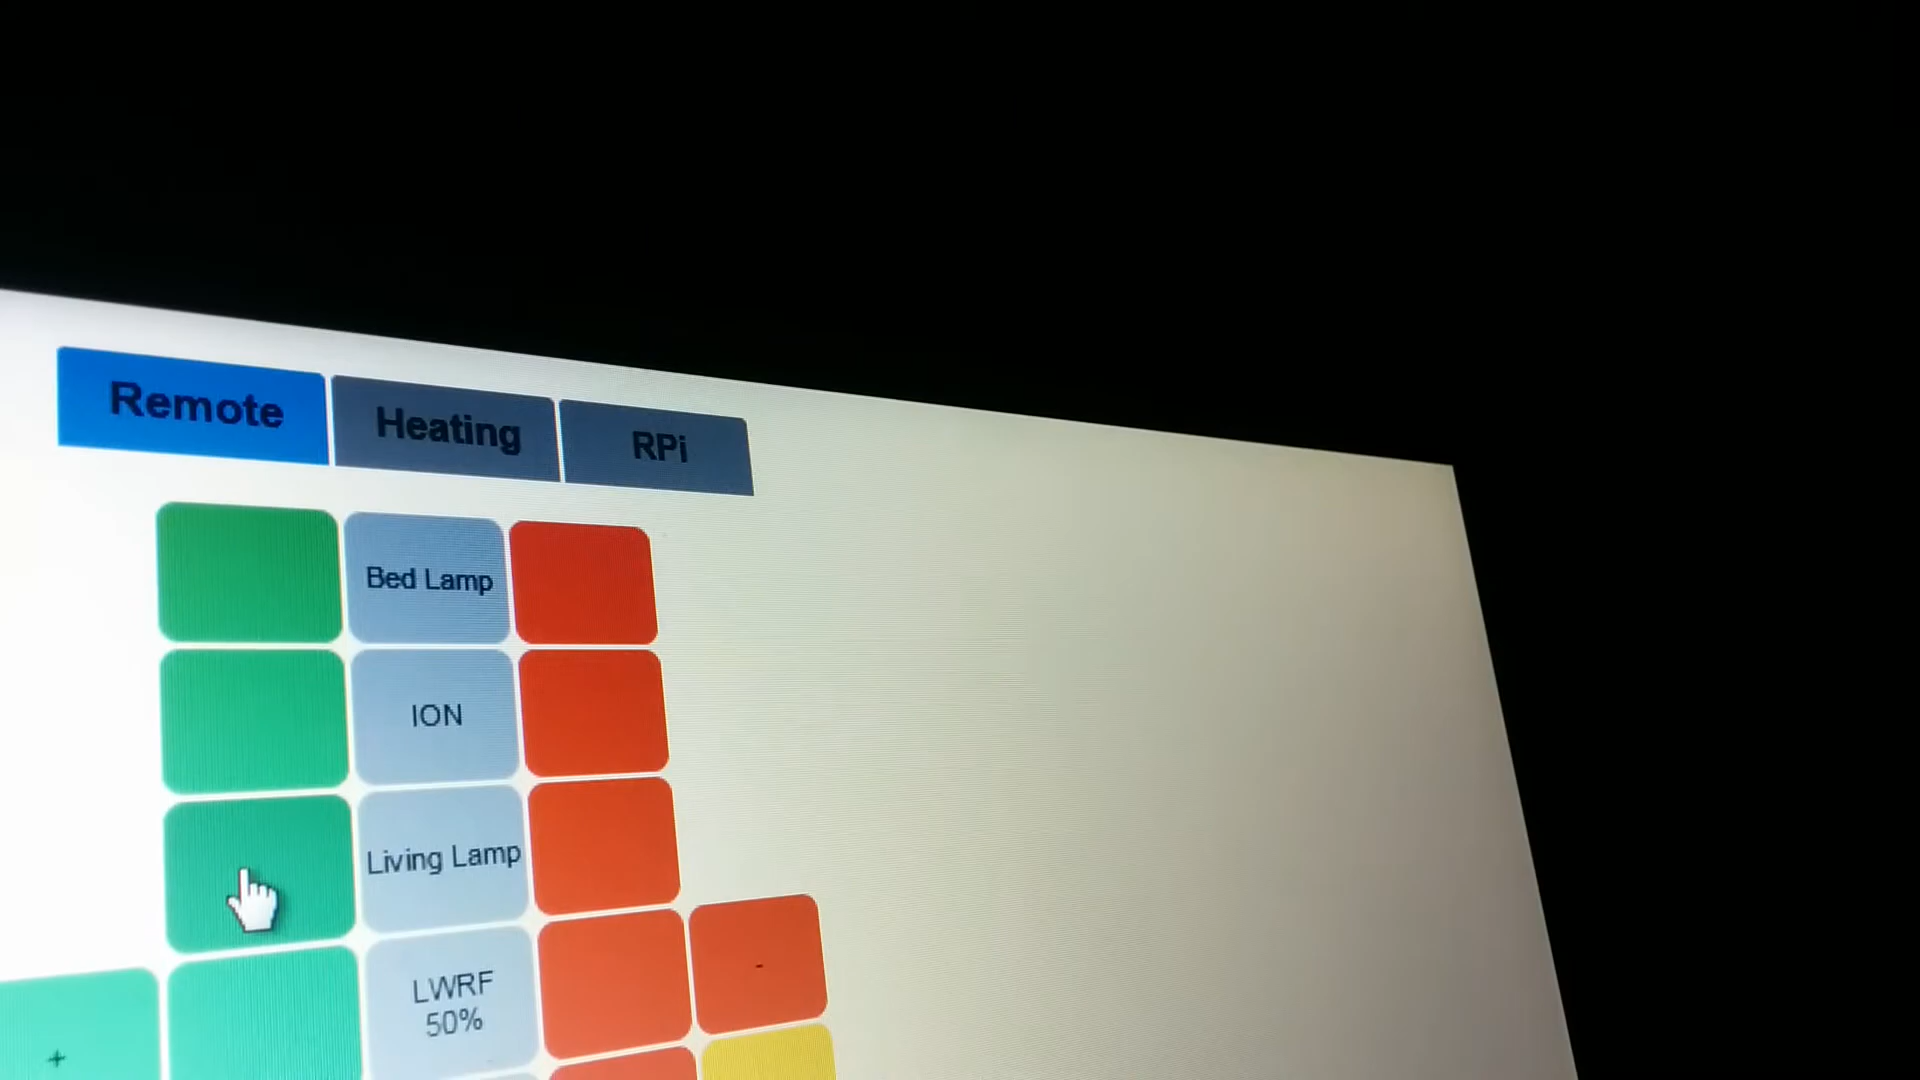 Remote
Heating
RPi
Bed Lamp
ION
Living Lamp
LWRF
50%
-
+